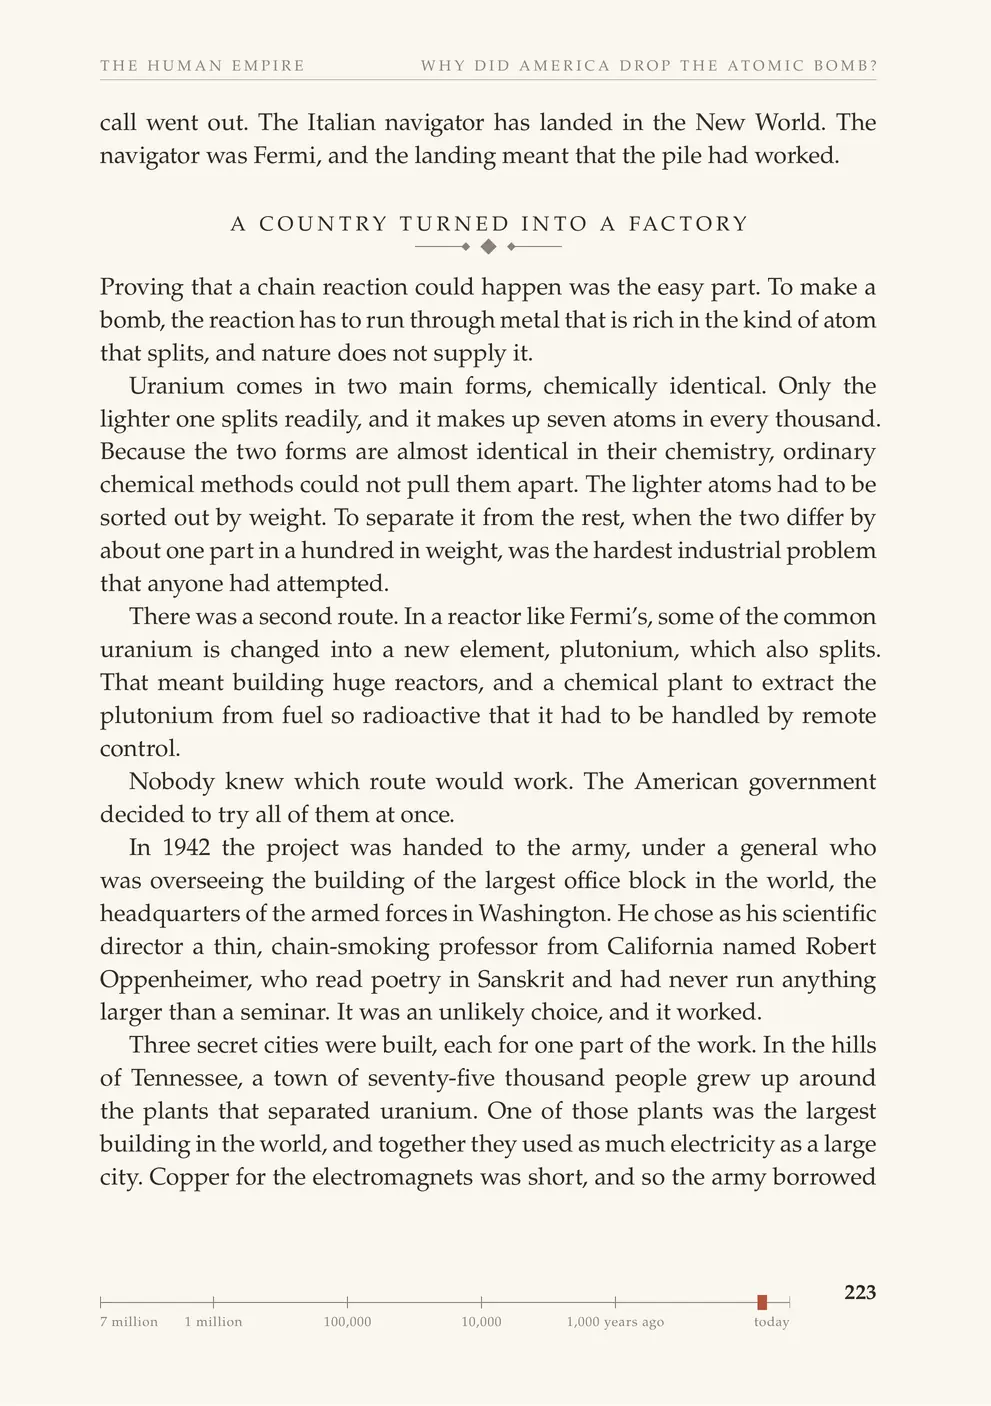 THE HUMAN EMPIRE
WHY DID AMERICA DROP THE ATOMIC BOMB?
call went out. The Italian navigator has landed in the New World. The
navigator was Fermi, and the landing meant that the pile had worked.
A COUNTRY TURNED INTO A FACTORY
Proving that a chain reaction could happen was the easy part. To make a
bomb, the reaction has to run through metal that is rich in the kind of atom
that splits, and nature does not supply it.
Uranium comes in two main forms, chemically identical. Only the
lighter one splits readily, and it makes up seven atoms in every thousand.
Because the two forms are almost identical in their chemistry, ordinary
chemical methods could not pull them apart. The lighter atoms had to be
sorted out by weight. To separate it from the rest, when the two differ by
about one part in a hundred in weight, was the hardest industrial problem
that anyone had attempted.
There was a second route. In a reactor like Fermi’s, some of the common
uranium is changed into a new element, plutonium, which also splits.
That meant building huge reactors, and a chemical plant to extract the
plutonium from fuel so radioactive that it had to be handled by remote
control.
Nobody knew which route would work. The American government
decided to try all of them at once.
In 1942 the project was handed to the army, under a general who
was overseeing the building of the largest office block in the world, the
headquarters of the armed forces in Washington. He chose as his scientific
director a thin, chain-smoking professor from California named Robert
Oppenheimer, who read poetry in Sanskrit and had never run anything
larger than a seminar. It was an unlikely choice, and it worked.
Three secret cities were built, each for one part of the work. In the hills
of Tennessee, a town of seventy-five thousand people grew up around
the plants that separated uranium. One of those plants was the largest
building in the world, and together they used as much electricity as a large
city. Copper for the electromagnets was short, and so the army borrowed
223
7 million 1 million 100,000 10,000 1,000 years ago today